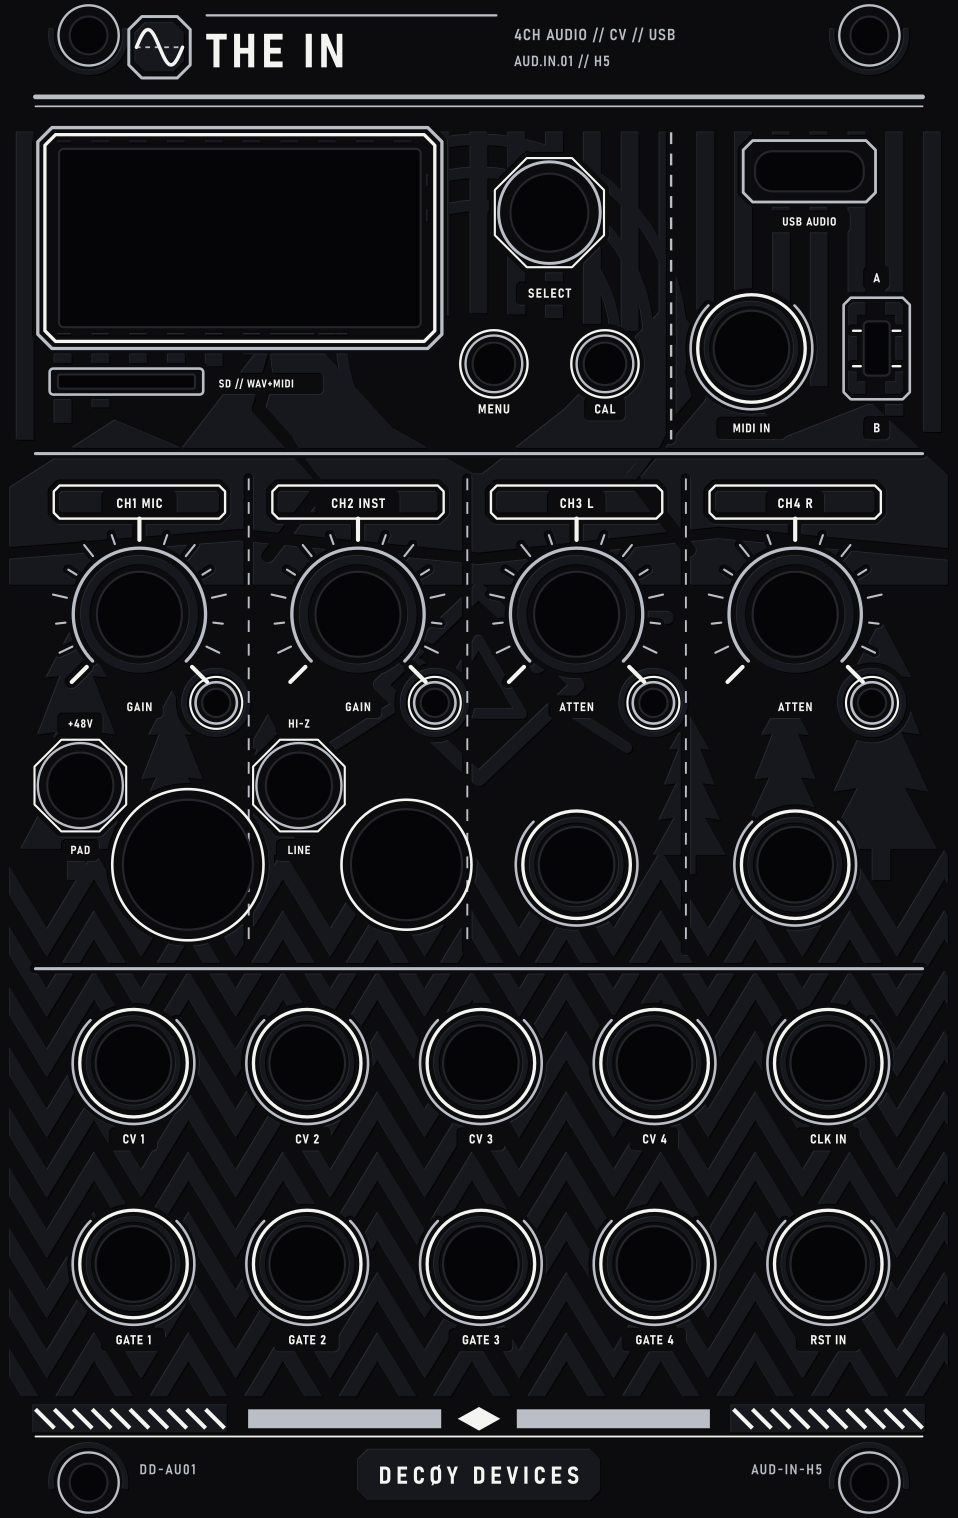 THE IN
4CH AUDIO // CV // USB
AUD.IN.01 // H5
USB AUDIO
A
SELECT
SD // WAV+MIDI
MENU
CAL
MIDI IN
B
CH1 MIC
CH2 INST
CH3 L
CH4 R
GAIN
GAIN
ATTEN
ATTEN
+48V
HI-Z
PAD
LINE
CV 1
CV 2
CV 3
CV 4
CLK IN
GATE 1
GATE 2
GATE 3
GATE 4
RST IN
DD-AU01
DECØY DEVICES
AUD-IN-H5